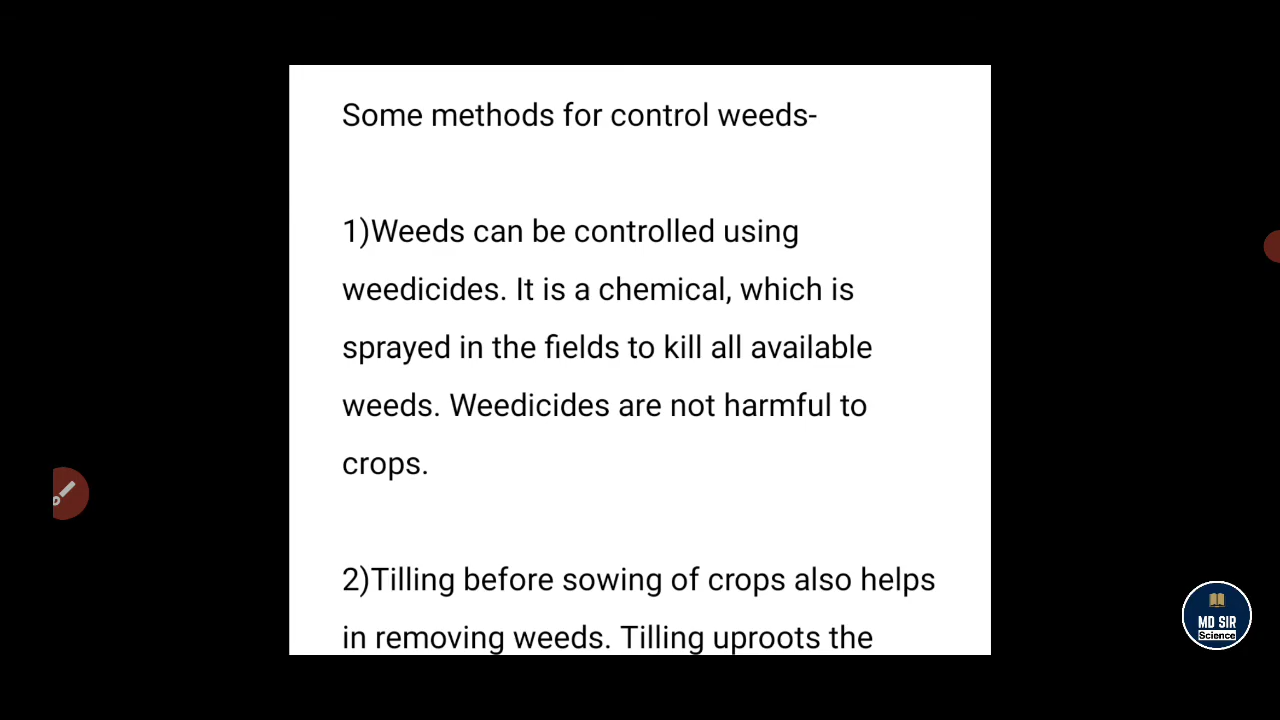 Some methods for control weeds-
1)Weeds can be controlled using
weedicides. It is a chemical, which is
sprayed in the fields to kill all available
weeds. Weedicides are not harmful to
crops.
2)Tilling before sowing of crops also helps
in removing weeds. Tilling uproots the
MD SIR
Science